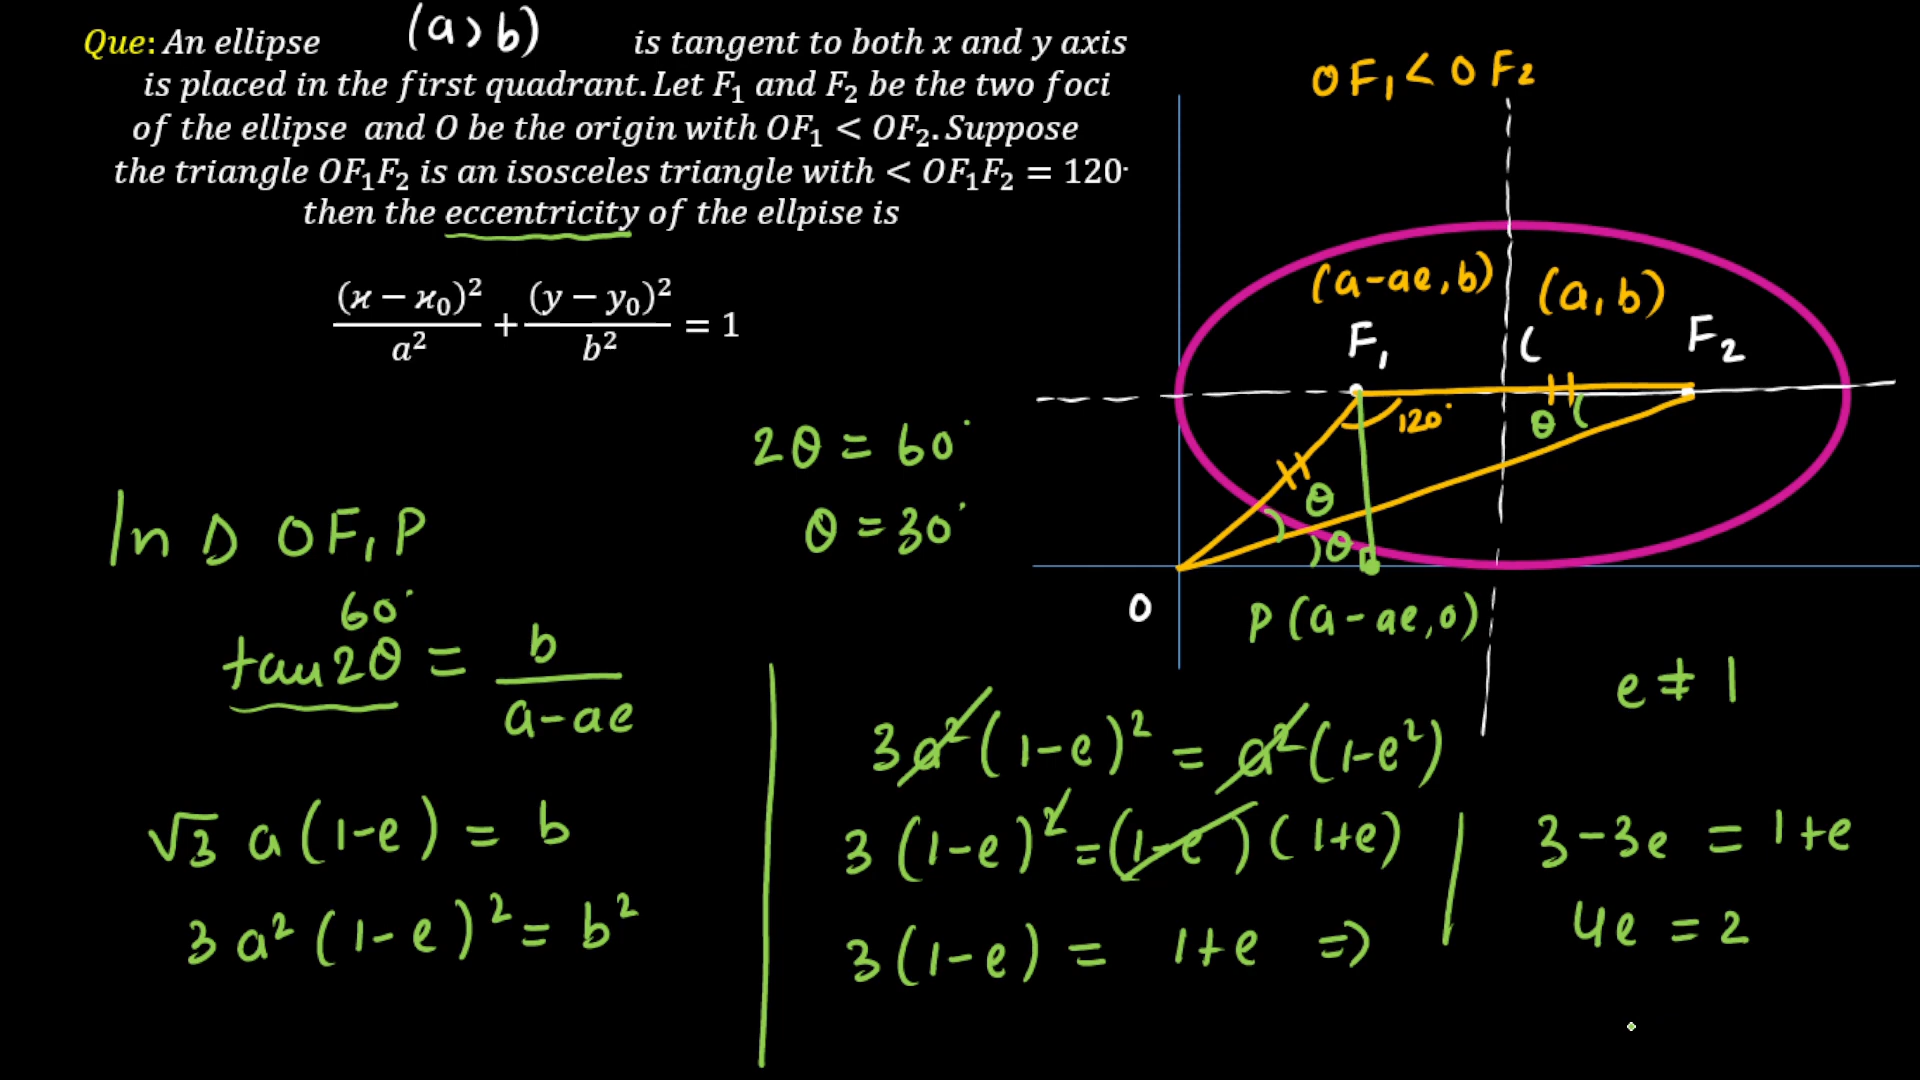 Que: An ellipse (a > b) is tangent to both x and y axis
is placed in the first quadrant. Let F₁ and F₂ be the two foci
of the ellipse and O be the origin with OF₁ < OF₂. Suppose
the triangle OF₁F₂ is an isosceles triangle with < OF₁F₂ = 120·
then the eccentricity of the ellpise is
(x − x₀)²/a² + (y − y₀)²/b² = 1
OF₁ < OF₂
(a-ae, b)
(a, b)
F₁
C
F₂
120°
θ
θ
θ
O
P(a-ae, 0)
2θ = 60°
θ = 30°
In Δ OF₁P
60°
tan2θ = b/(a-ae)
√3 a(1-e) = b
3a²(1-e)² = b²
3a²(1-e)² = a²(1-e²)
3(1-e)² = (1-e)(1+e)
3(1-e) = 1+e ⇒
e ≠ 1
3-3e = 1+e
4e = 2